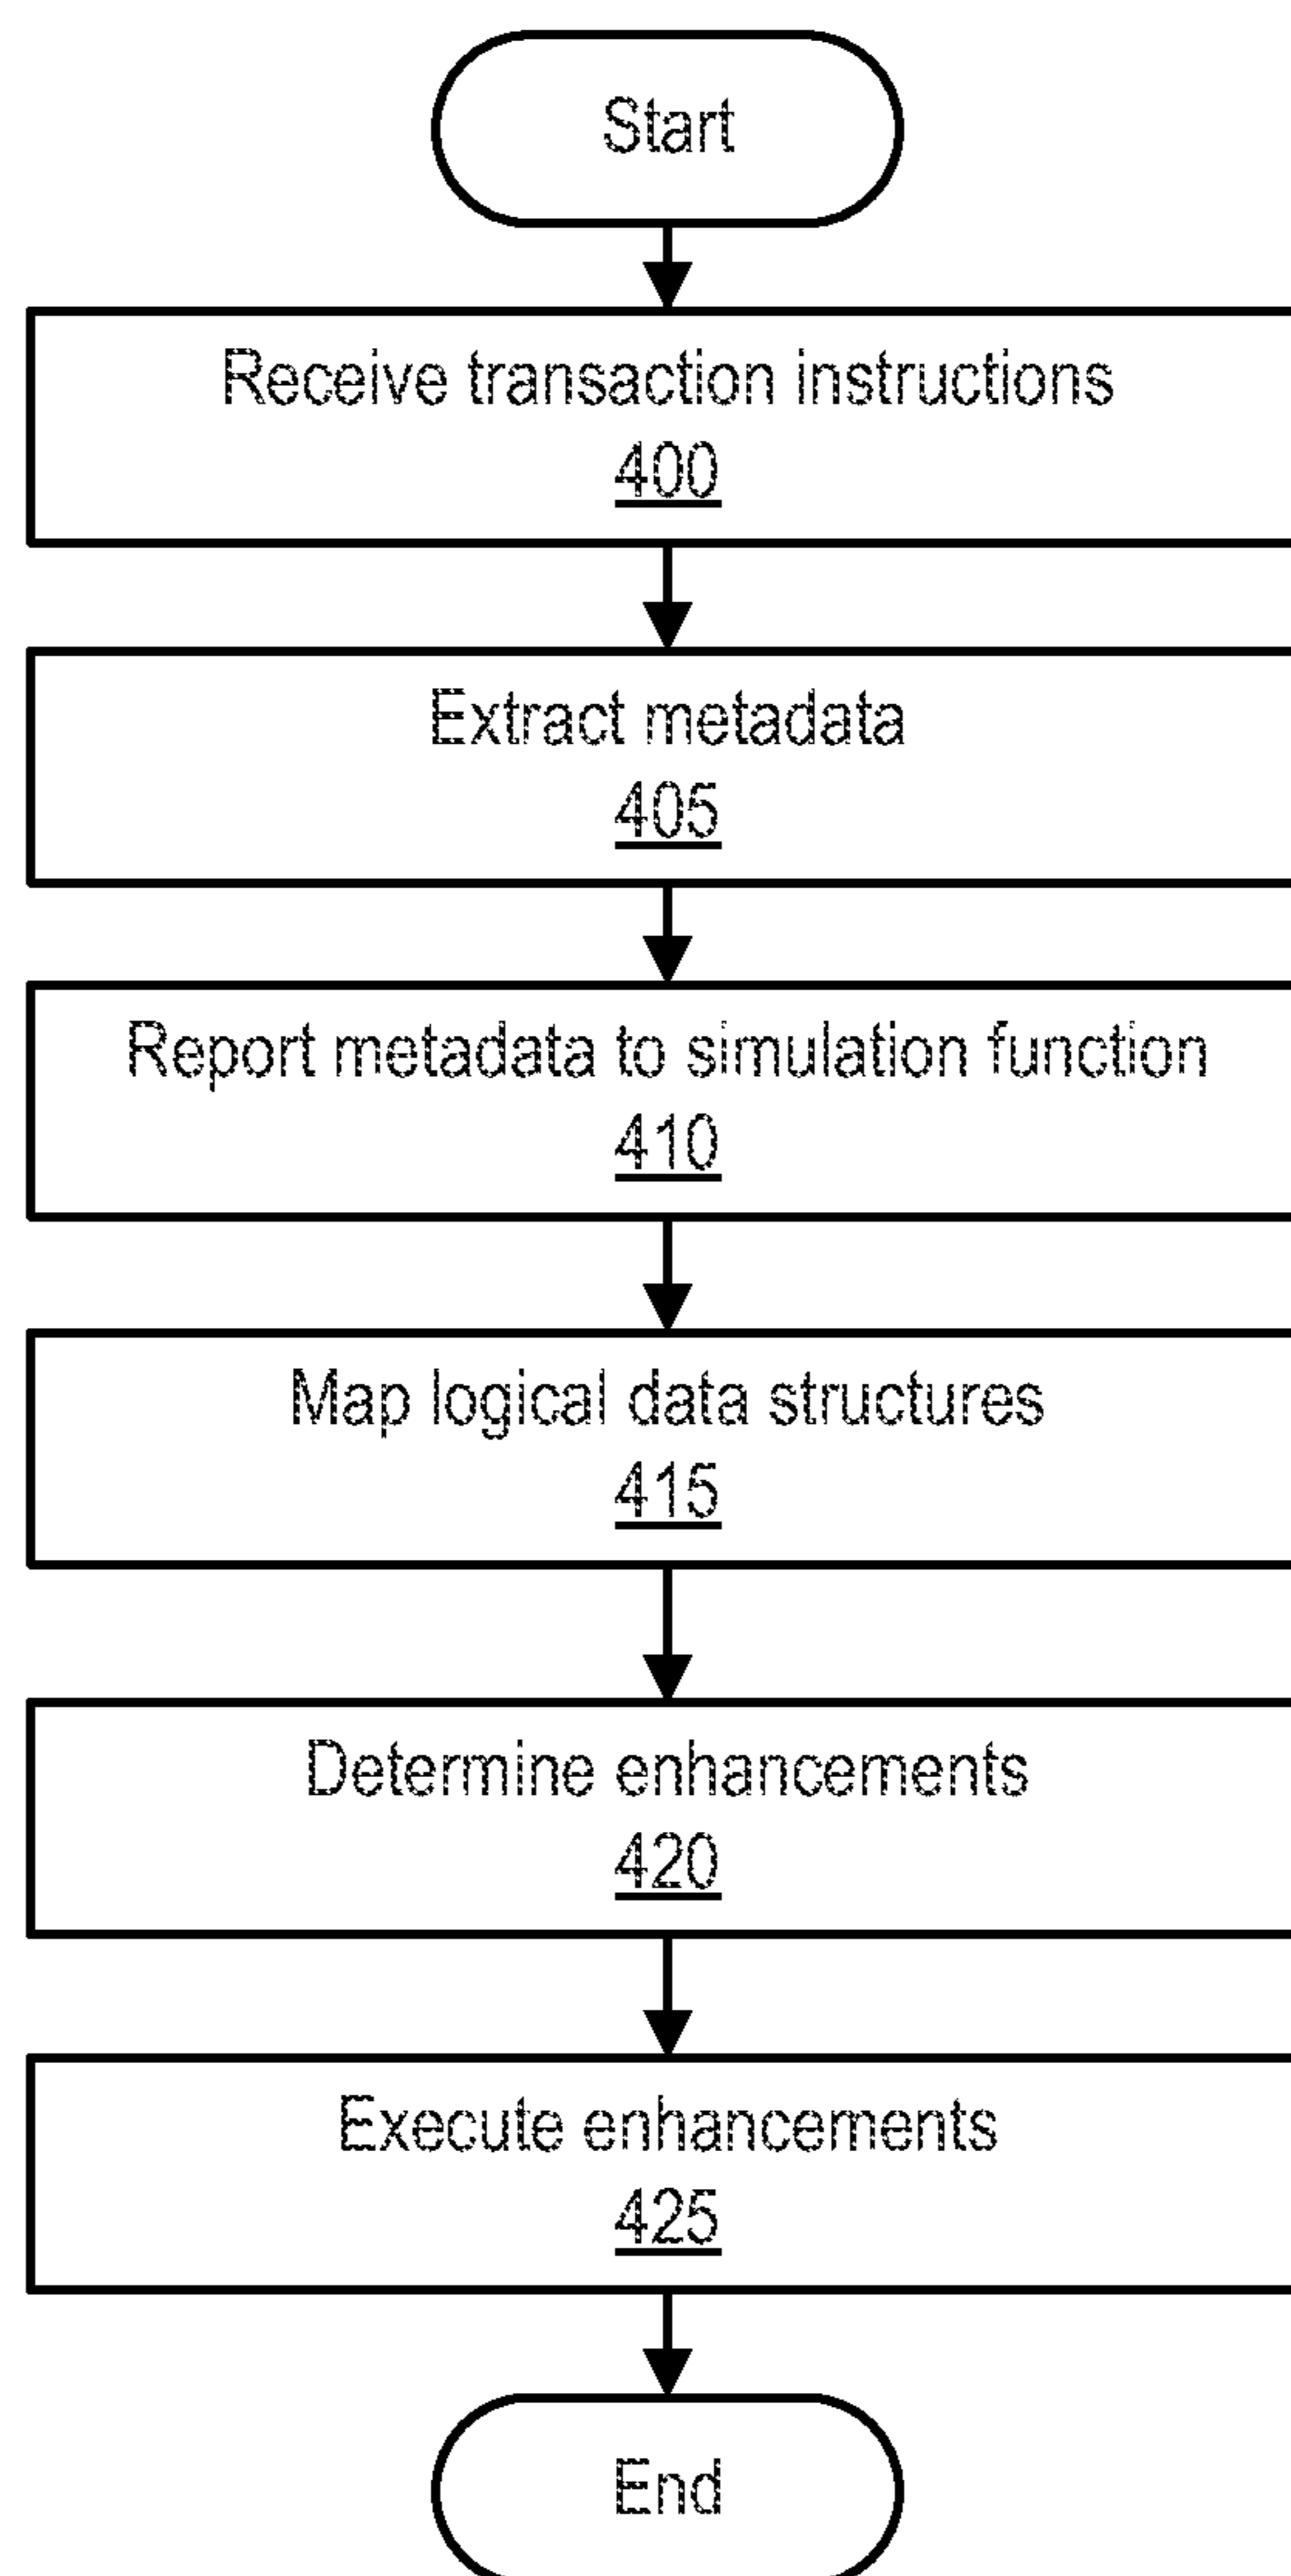 Start
Receive transaction instructions
400
Extract metadata
405
Report metadata to simulation function
410
Map logical data structures
415
Determine enhancements
420
Execute enhancements
425
End